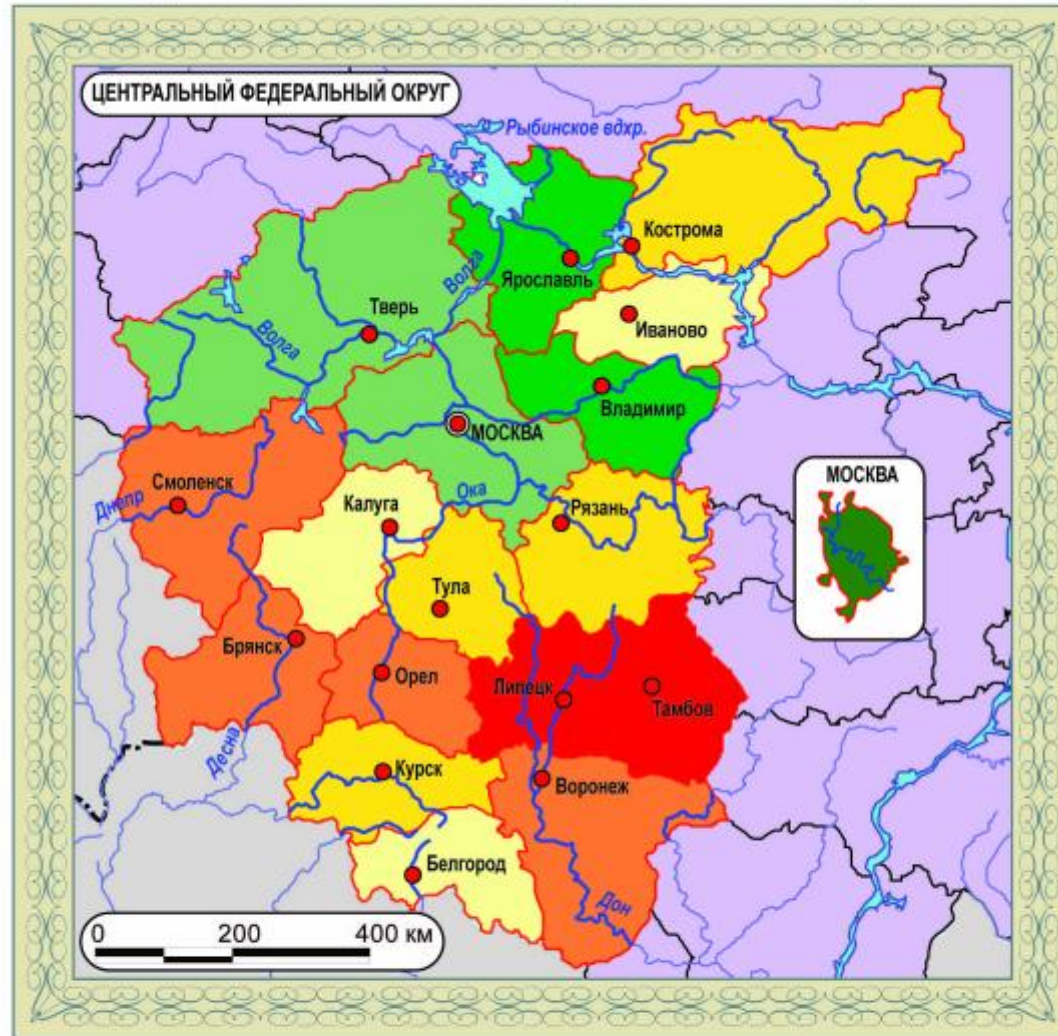 ЦЕНТРАЛЬНЫЙ ФЕДЕРАЛЬНЫЙ ОКРУГ
Рыбинское вдхр.
Кострома
Волга
Ярославль
Тверь
Иваново
Волга
Владимир
МОСКВА
МОСКВА
Смоленск
Днепр
Калуга
Ока
Рязань
Тула
Брянск
Орел
Липецк
Тамбов
Десна
Курск
Воронеж
Белгород
Дон
0 200 400 км